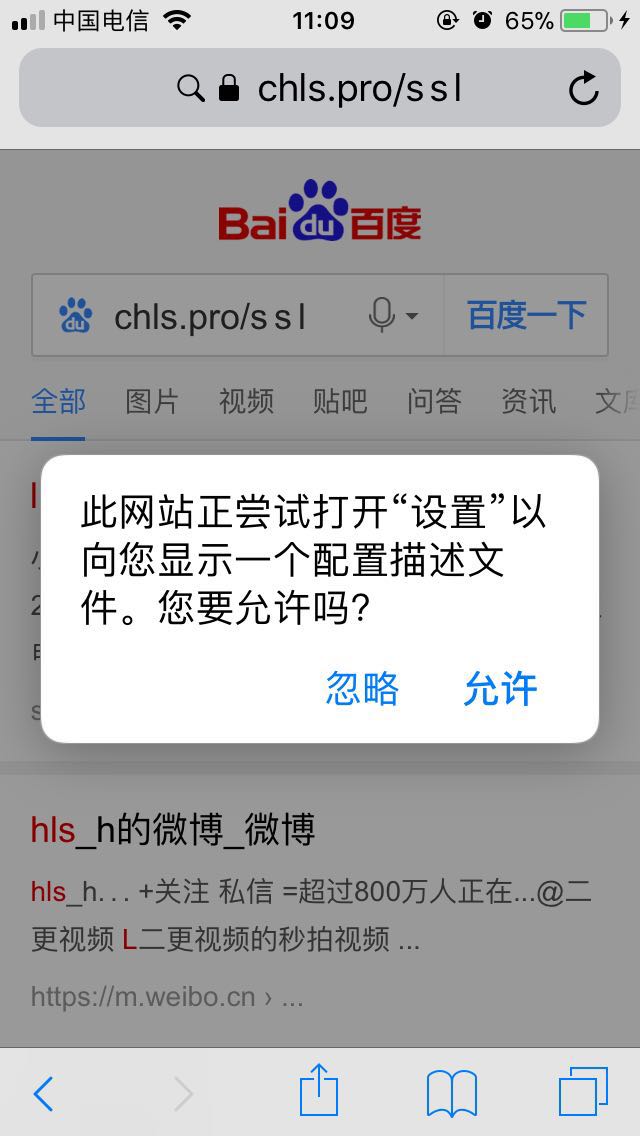 中国电信
11:09
65%
chls.pro/s s l
Bai du 百度
du
chls.pro/s s l
百度一下
全部 图片 视频 贴吧 问答 资讯
此网站正尝试打开“设置”以
向您显示一个配置描述文
件。您要允许吗?
忽略 允许
hls_h的微博_微博
hls_h... +关注 私信 =超过800万人正在...@二
更视频 L二更视频的秒拍视频 ...
https://m.weibo.cn › ...